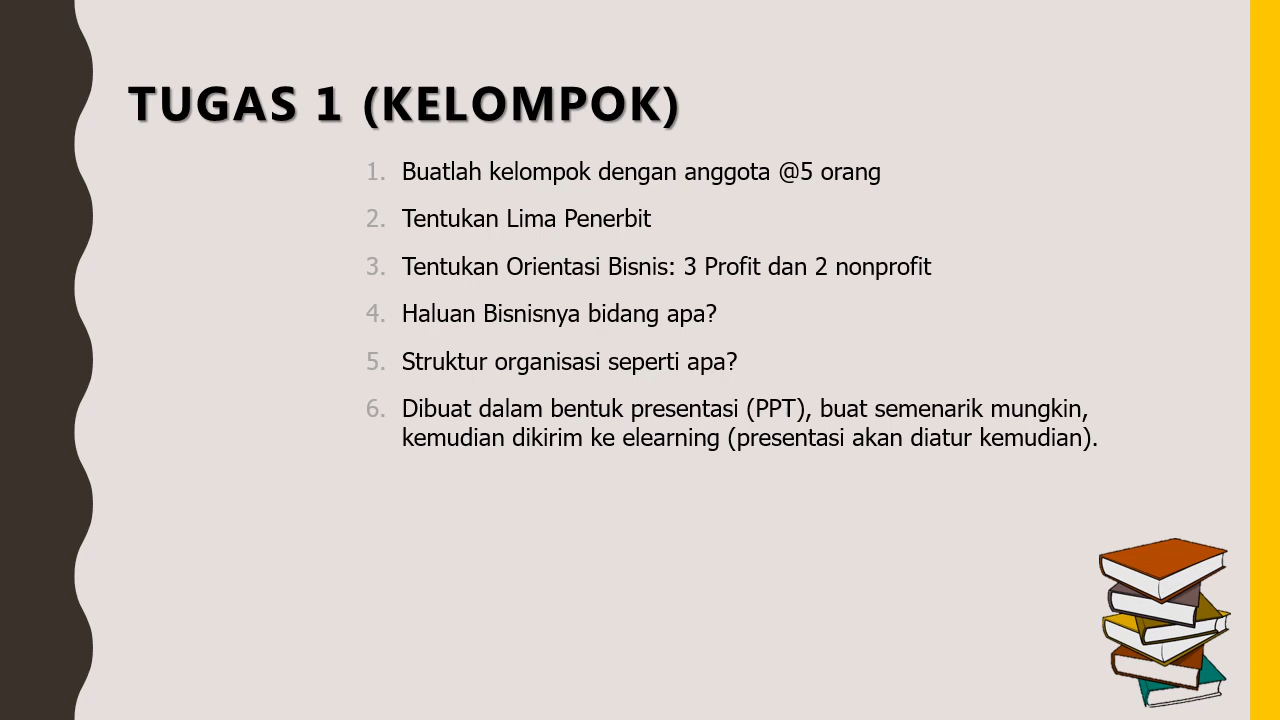 TUGAS 1 (KELOMPOK)
1. Buatlah kelompok dengan anggota @5 orang
2. Tentukan Lima Penerbit
3. Tentukan Orientasi Bisnis: 3 Profit dan 2 nonprofit
4. Haluan Bisnisnya bidang apa?
5. Struktur organisasi seperti apa?
6. Dibuat dalam bentuk presentasi (PPT), buat semenarik mungkin,
kemudian dikirim ke elearning (presentasi akan diatur kemudian).